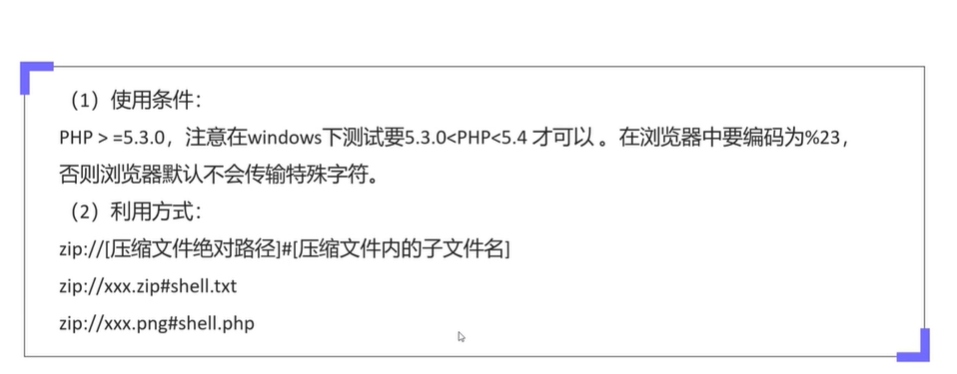 （1）使用条件：
PHP > =5.3.0，注意在windows下测试要5.3.0<PHP<5.4 才可以 。在浏览器中要编码为%23，
否则浏览器默认不会传输特殊字符。
（2）利用方式：
zip://[压缩文件绝对路径]#[压缩文件内的子文件名]
zip://xxx.zip#shell.txt
zip://xxx.png#shell.php